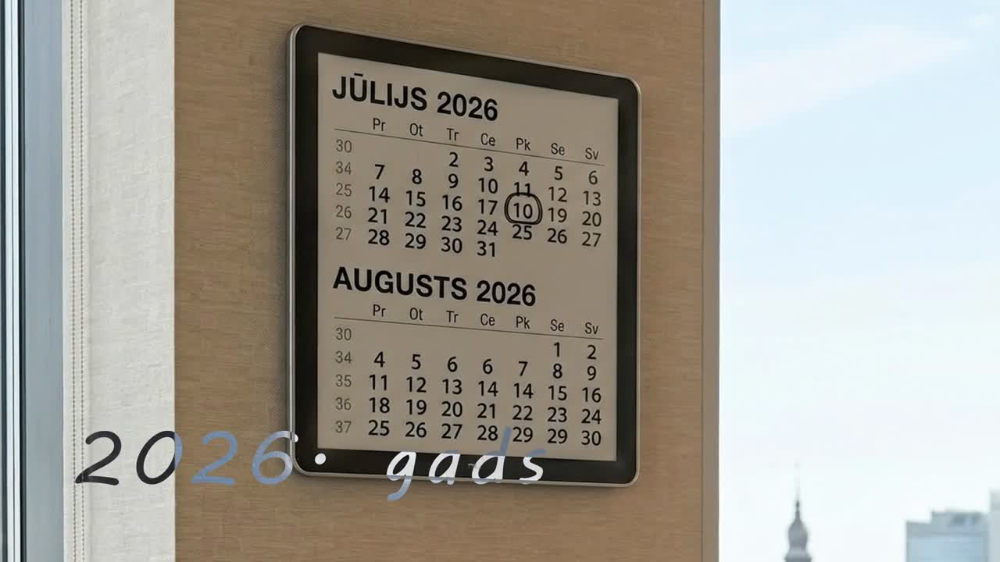 JŪLIJS 2026
Pr Ot Tr Ce Pk Se Sv
30 2 3 4 5 6
34 7 8 9 10 11 12 13
25 14 15 16 17 10 19 20
26 21 22 23 24 25 26 27
27 28 29 30 31
AUGUSTS 2026
Pr Ot Tr Ce Pk Se Sv
30 1 2
34 4 5 6 6 7 8 9
35 11 12 13 14 14 15 16
36 18 19 20 21 22 23 24
37 25 26 27 28 29 29 30
2026. gads